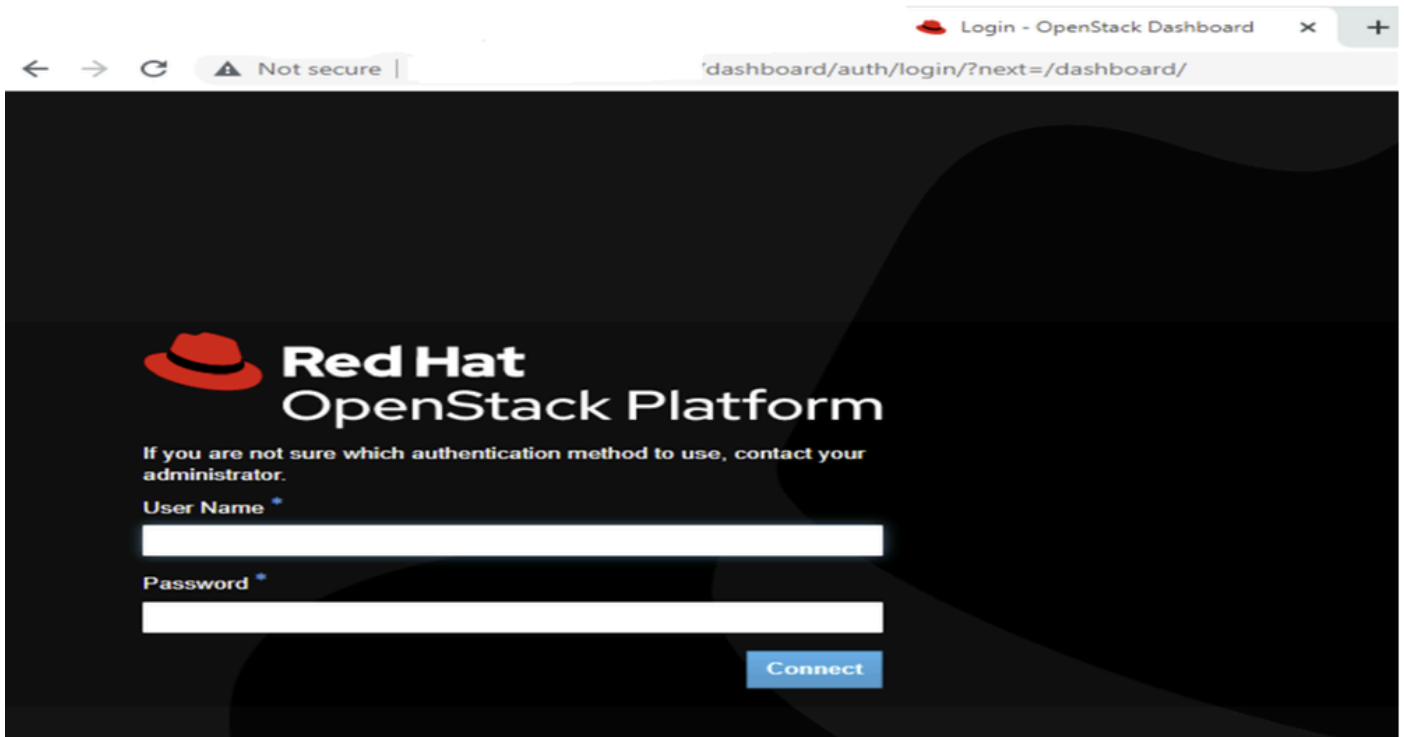 Login - OpenStack Dashboard
Not secure | dashboard/auth/login/?next=/dashboard/
Red Hat
OpenStack Platform
If you are not sure which authentication method to use, contact your
administrator.
User Name *
Password *
Connect